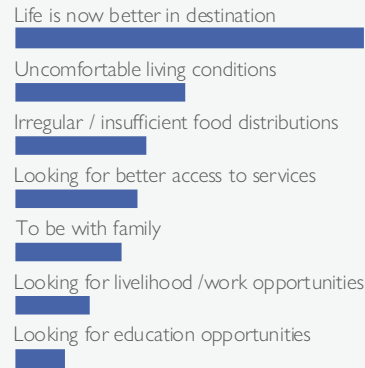 Life is now better in destination
Uncomfortable living conditions
Irregular / insufficient food distributions
Looking for better access to services
To be with family
Looking for livelihood /work opportunities
Looking for education opportunities